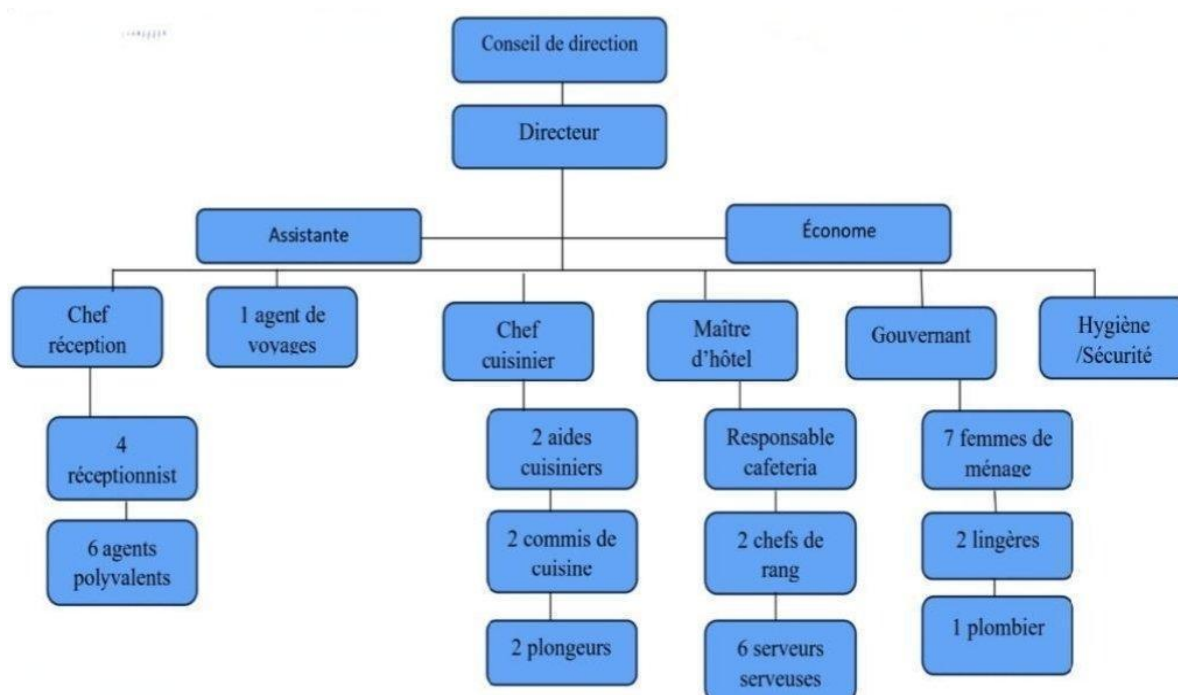 Conseil de direction
Directeur
Assistante
Économe
Chef
réception
1 agent de
voyages
Chef
cuisinier
Maître
d’hôtel
Gouvernant
Hygiène
/Sécurité
4
réceptionnist
2 aides
cuisiniers
Responsable
cafeteria
7 femmes de
ménage
6 agents
polyvalents
2 commis de
cuisine
2 chefs de
rang
2 lingères
2 plongeurs
6 serveurs
serveuses
1 plombier